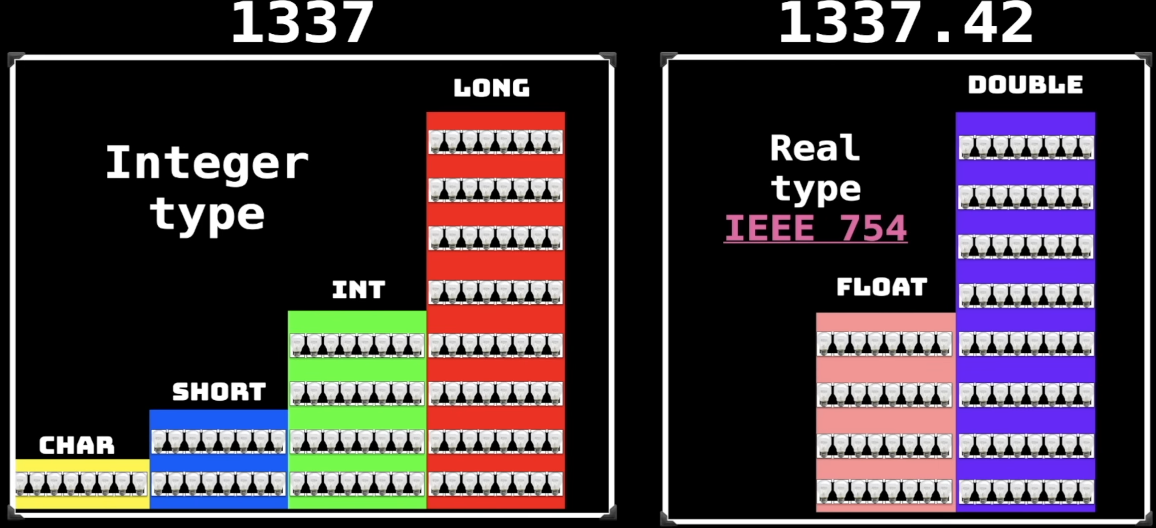 1337
LONG
Integer
type
INT
SHORT
CHAR
1337.42
DOUBLE
Real
type
IEEE 754
FLOAT